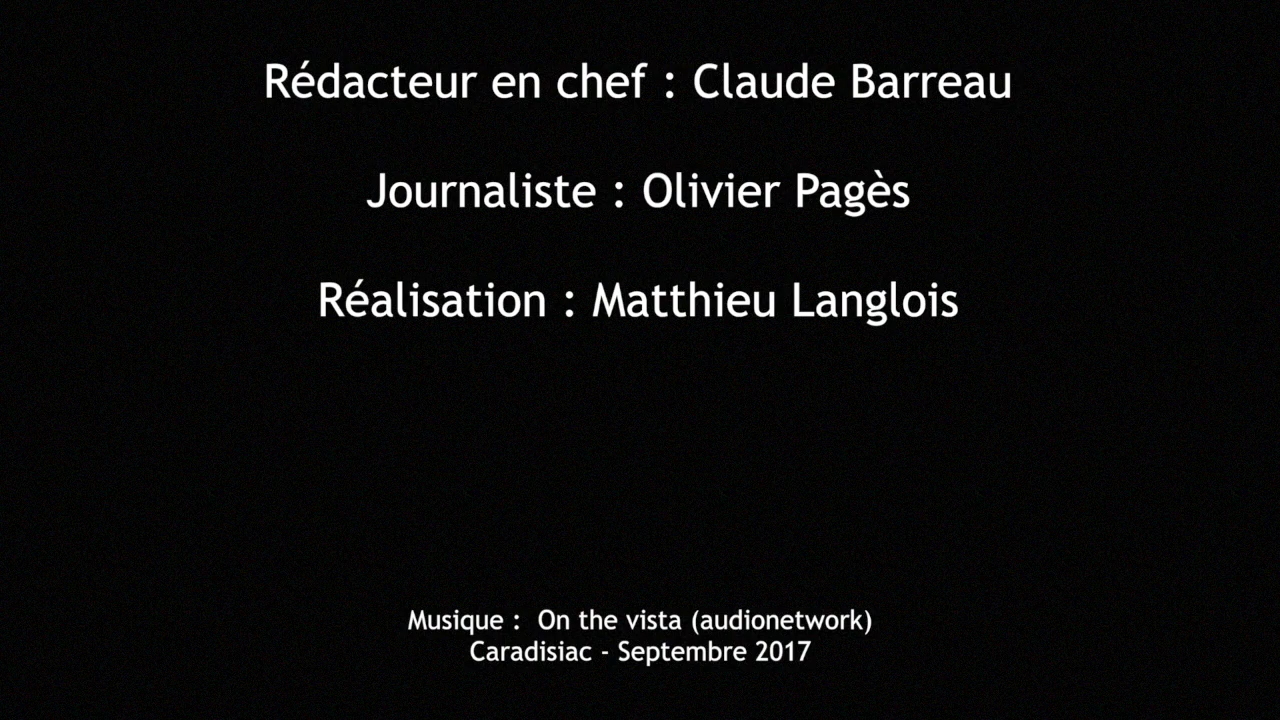 Rédacteur en chef : Claude Barreau
Journaliste : Olivier Pagès
Réalisation : Matthieu Langlois
Musique :  On the vista (audionetwork)
Caradisiac - Septembre 2017